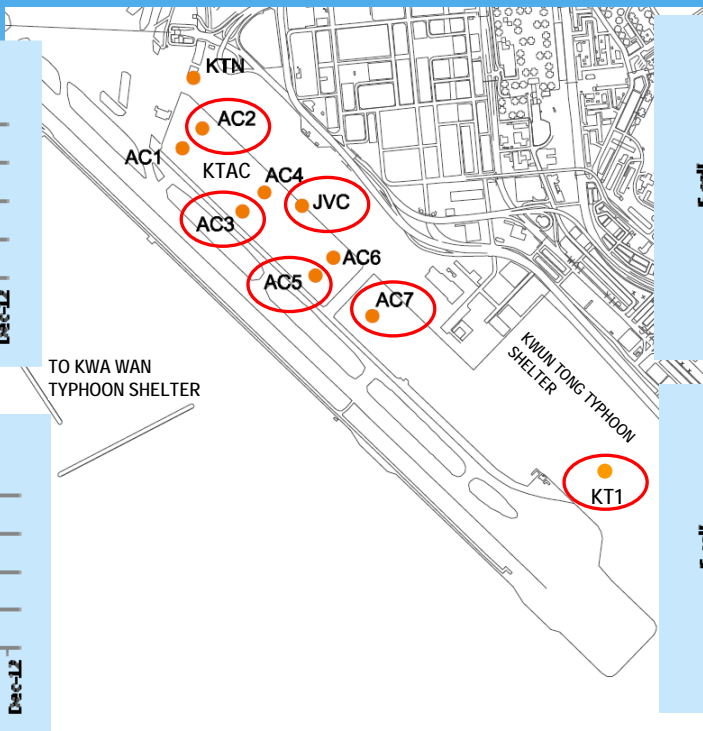 KTN
AC2
AC1
KTAC
AC4
JVC
AC3
AC6
AC5
AC7
Dec-12
TO KWA WAN
TYPHOON SHELTER
KWUN TONG TYPHOON
SHELTER
KT1
Dec-12